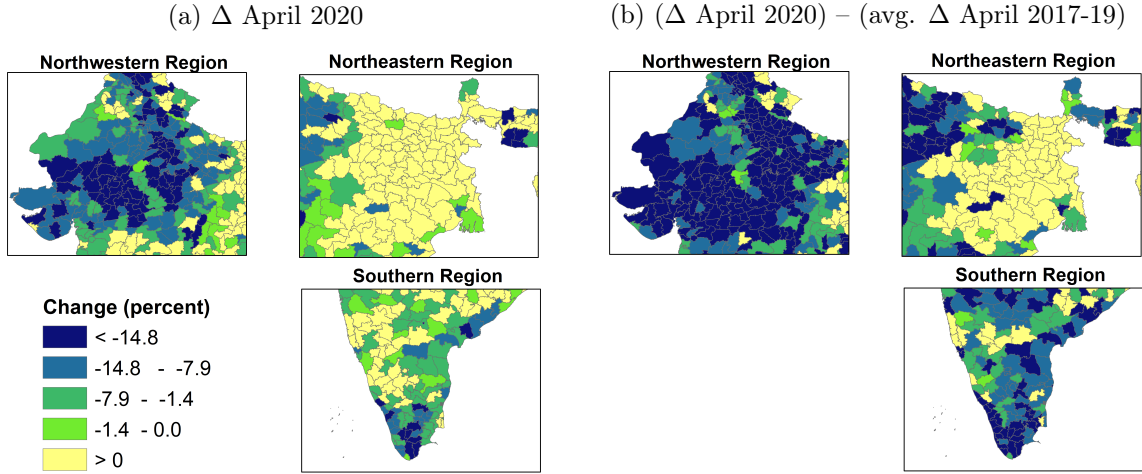 (a) Δ April 2020
(b) (Δ April 2020) – (avg. Δ April 2017-19)
Northwestern Region
Northeastern Region
Northwestern Region
Northeastern Region
Southern Region
Southern Region
Change (percent)
< -14.8
-14.8 - -7.9
-7.9 - -1.4
-1.4 - 0.0
> 0